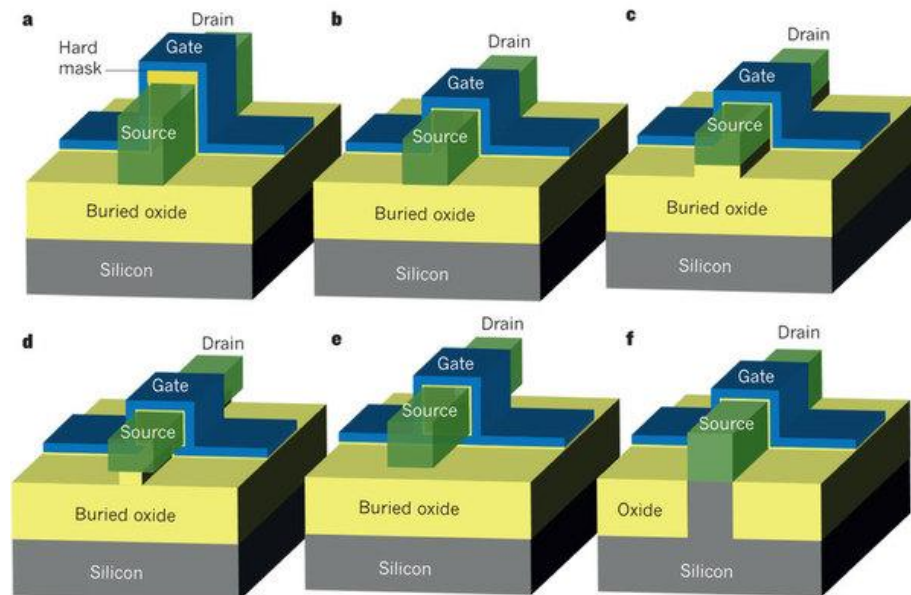 a
Drain
Gate
Hard
mask
Source
Buried oxide
Silicon
b
Drain
Gate
Source
Buried oxide
Silicon
c
Drain
Gate
Source
Buried oxide
Silicon
d
Drain
Gate
Source
Buried oxide
Silicon
e
Drain
Gate
Source
Buried oxide
Silicon
f
Drain
Gate
Source
Oxide
Silicon